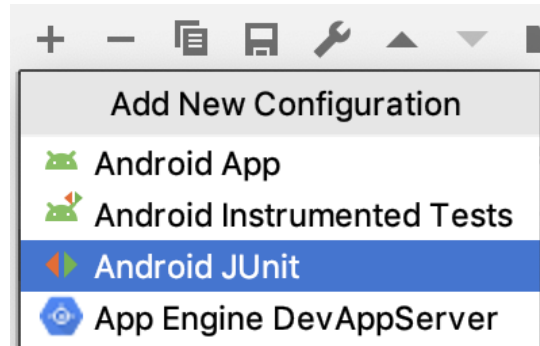 Add New Configuration
Android App
Android Instrumented Tests
Android JUnit
App Engine DevAppServer